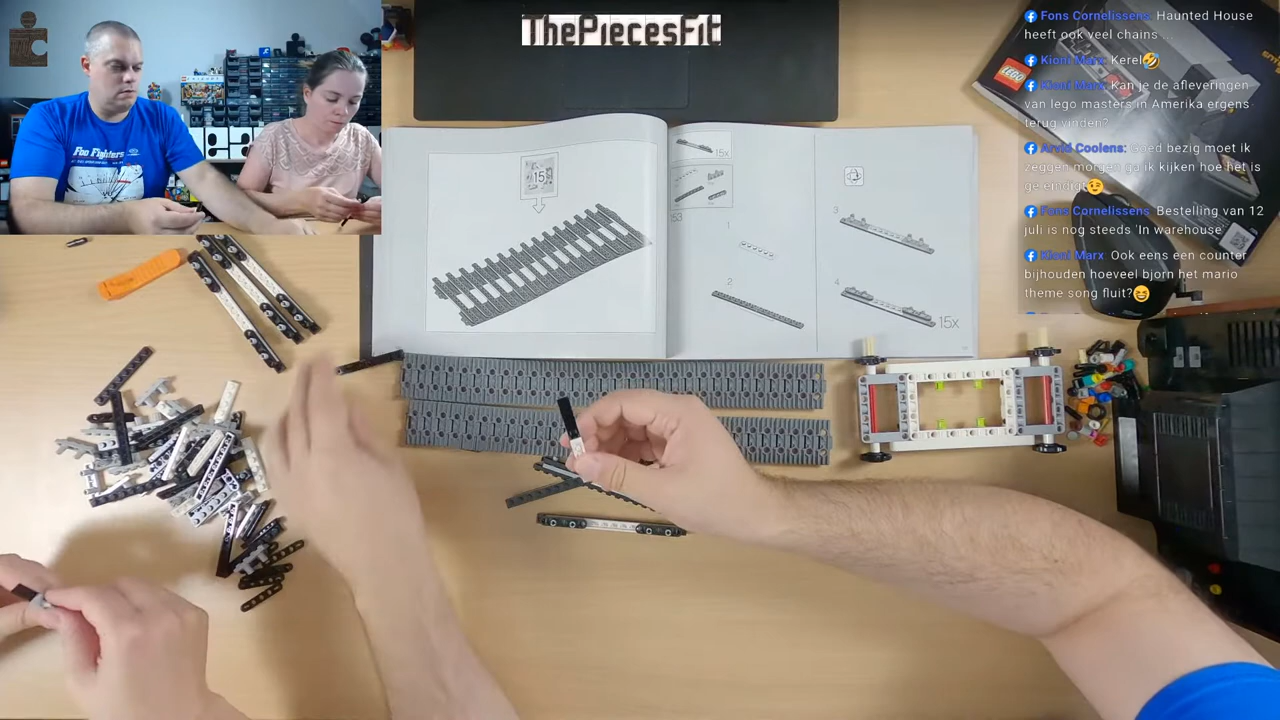 ThePiecesFit
Foo Fighters
LEGO
15
15x
153
1
2
3
4
15x
Fons Cornelissens: Haunted House
heeft ook veel chains ...
Kioni Marx: Kerel🤣
Kioni Marx: Kan je de afleveringen
van lego masters in Amerika ergens
terug vinden?
Arvid Coolens: Goed bezig moet ik
zeggen morgen ga ik kijken hoe het is
ge eindigt😉
Fons Cornelissens: Bestelling van 12
juli is nog steeds 'In warehouse'
Kioni Marx: Ook eens een counter
bijhouden hoeveel bjorn het mario
theme song fluit?😄